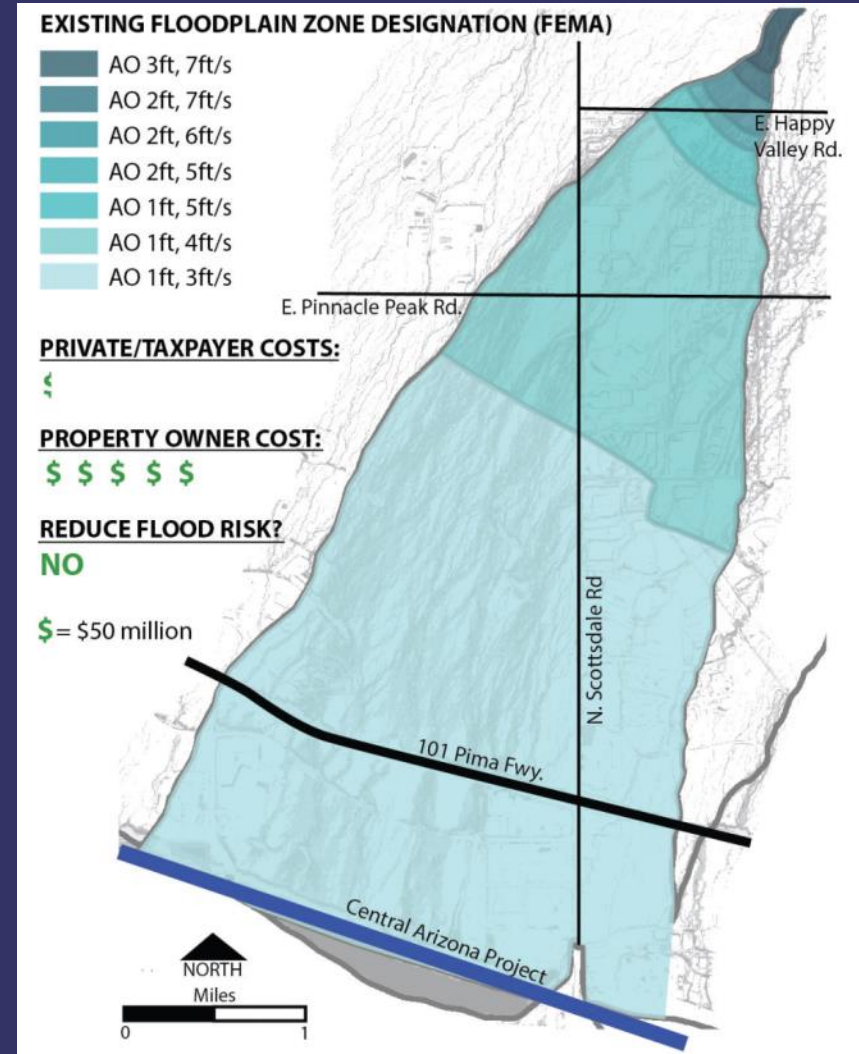 EXISTING FLOODPLAIN ZONE DESIGNATION (FEMA)
AO 3ft, 7ft/s
AO 2ft, 7ft/s
AO 2ft, 6ft/s
AO 2ft, 5ft/s
AO 1ft, 5ft/s
AO 1ft, 4ft/s
AO 1ft, 3ft/s
E. Happy
Valley Rd.
E. Pinnacle Peak Rd.
PRIVATE/TAXPAYER COSTS:
$
PROPERTY OWNER COST:
$ $ $ $ $
REDUCE FLOOD RISK?
NO
$= $50 million
N. Scottsdale Rd
101 Pima Fwy.
Central Arizona Project
NORTH
Miles
0 1